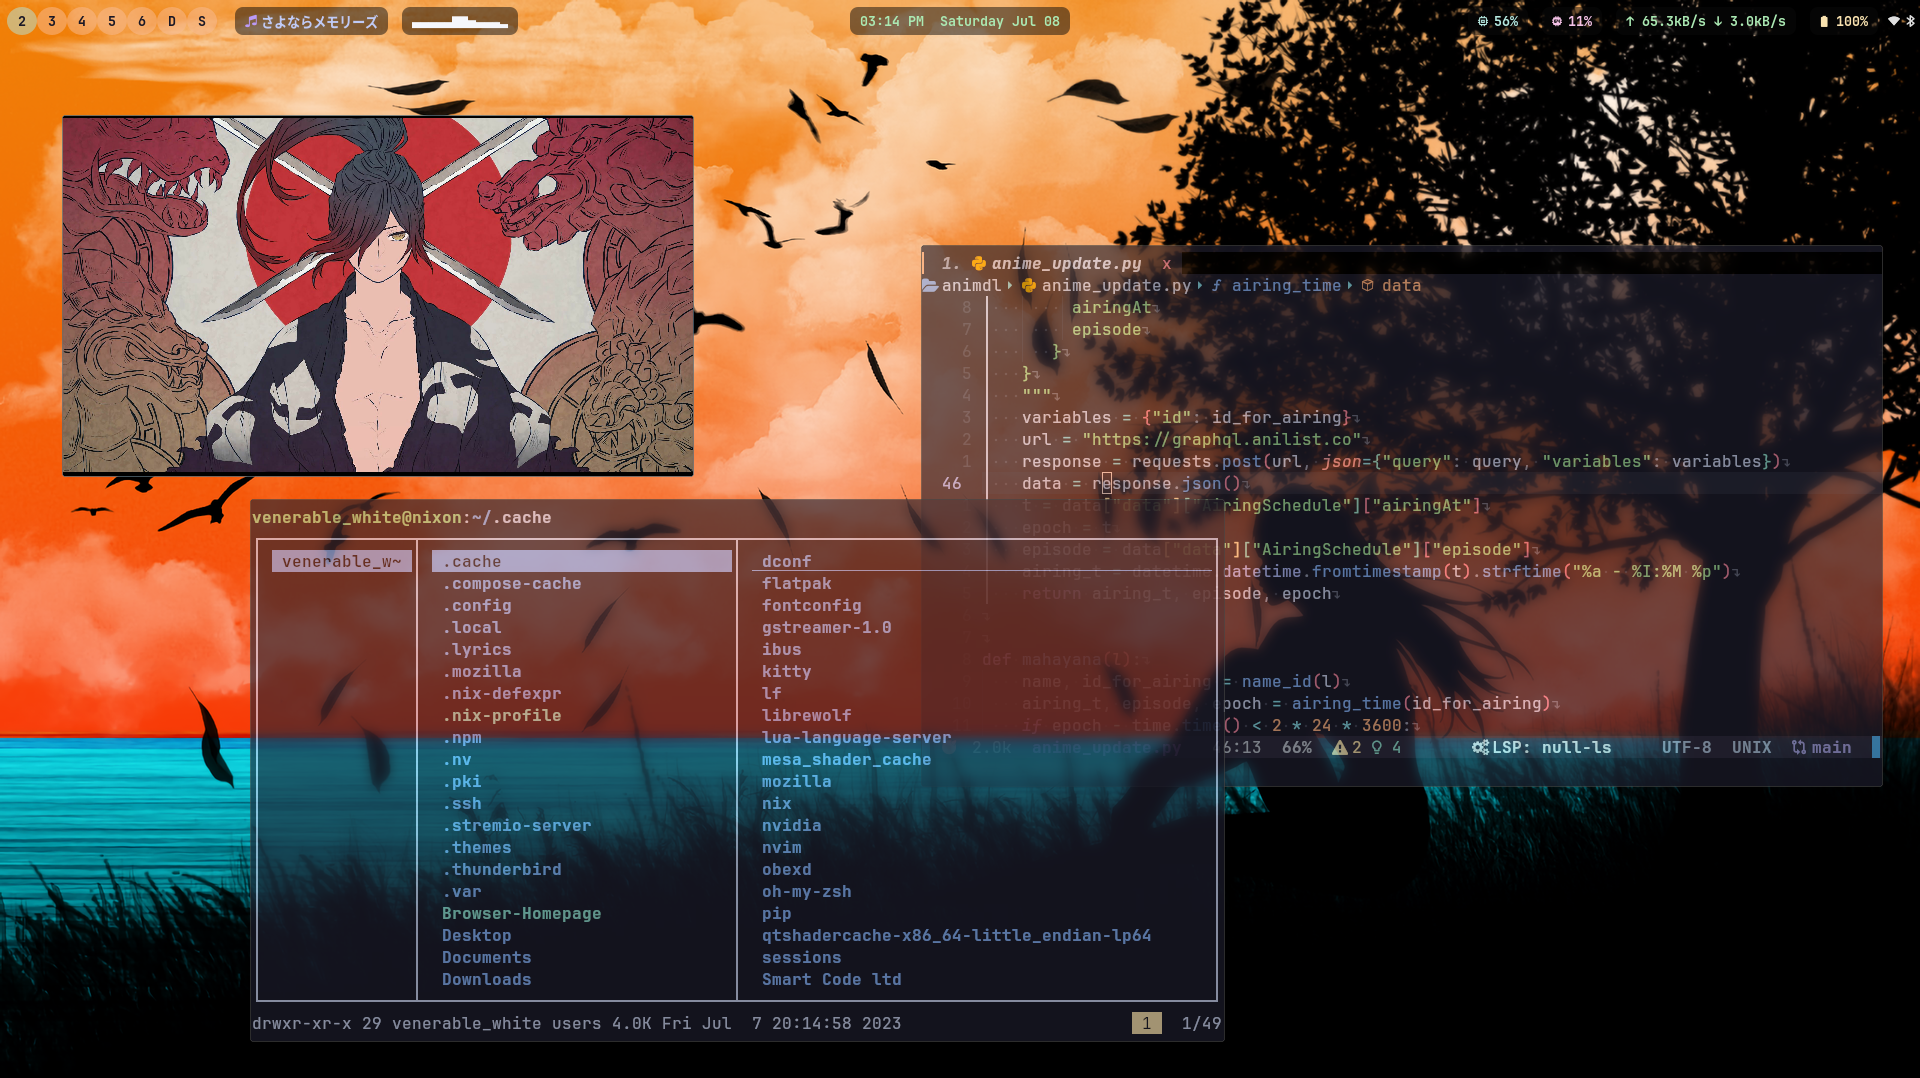 2 3 4 5 6 D S さよならメモリーズ 03:14 PM Saturday Jul 08 56% 11% ↑ 65.3kB/s ↓ 3.0kB/s 100%
1. anime_update.py x
animdl anime_update.py ƒ airing_time data
8 airingAt
7 episode
6 }
5 }
4 """
3 variables = {"id": id_for_airing}
2 url = "https://graphql.anilist.co"
1 response = requests.post(url, json={"query": query, "variables": variables})
46 data = response.json()
t = data["data"]["AiringSchedule"]["airingAt"]
epoch = t
episode = data["data"]["AiringSchedule"]["episode"]
airing_t = datetime.datetime.fromtimestamp(t).strftime("%a - %I:%M %p")
return airing_t, episode, epoch
def mahayana(l):
name, id_for_airing = name_id(l)
airing_t, episode, epoch = airing_time(id_for_airing)
if epoch - time.time() < 2 * 24 * 3600:
2.0k anime_update.py 46:13 66% 2 4 LSP: null-ls UTF-8 UNIX main
venerable_white@nixon:~/.cache
venerable_w~ .cache dconf
.compose-cache flatpak
.config fontconfig
.local gstreamer-1.0
.lyrics ibus
.mozilla kitty
.nix-defexpr lf
.nix-profile librewolf
.npm lua-language-server
.nv mesa_shader_cache
.pki mozilla
.ssh nix
.stremio-server nvidia
.themes nvim
.thunderbird obexd
.var oh-my-zsh
Browser-Homepage pip
Desktop qtshadercache-x86_64-little_endian-lp64
Documents sessions
Downloads Smart Code ltd
drwxr-xr-x 29 venerable_white users 4.0K Fri Jul  7 20:14:58 2023 1 1/49